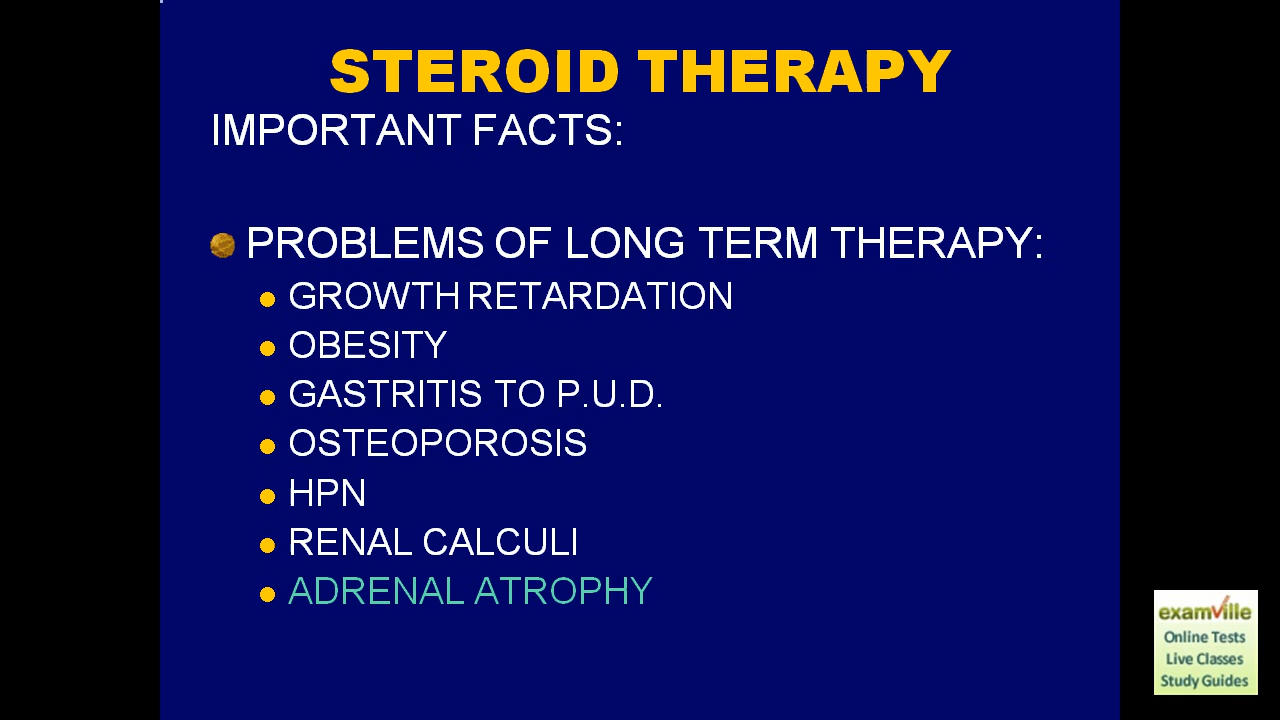 STEROID THERAPY
IMPORTANT FACTS:
PROBLEMS OF LONG TERM THERAPY:
GROWTH RETARDATION
OBESITY
GASTRITIS TO P.U.D.
OSTEOPOROSIS
HPN
RENAL CALCULI
ADRENAL ATROPHY
examville
Online Tests
Live Classes
Study Guides